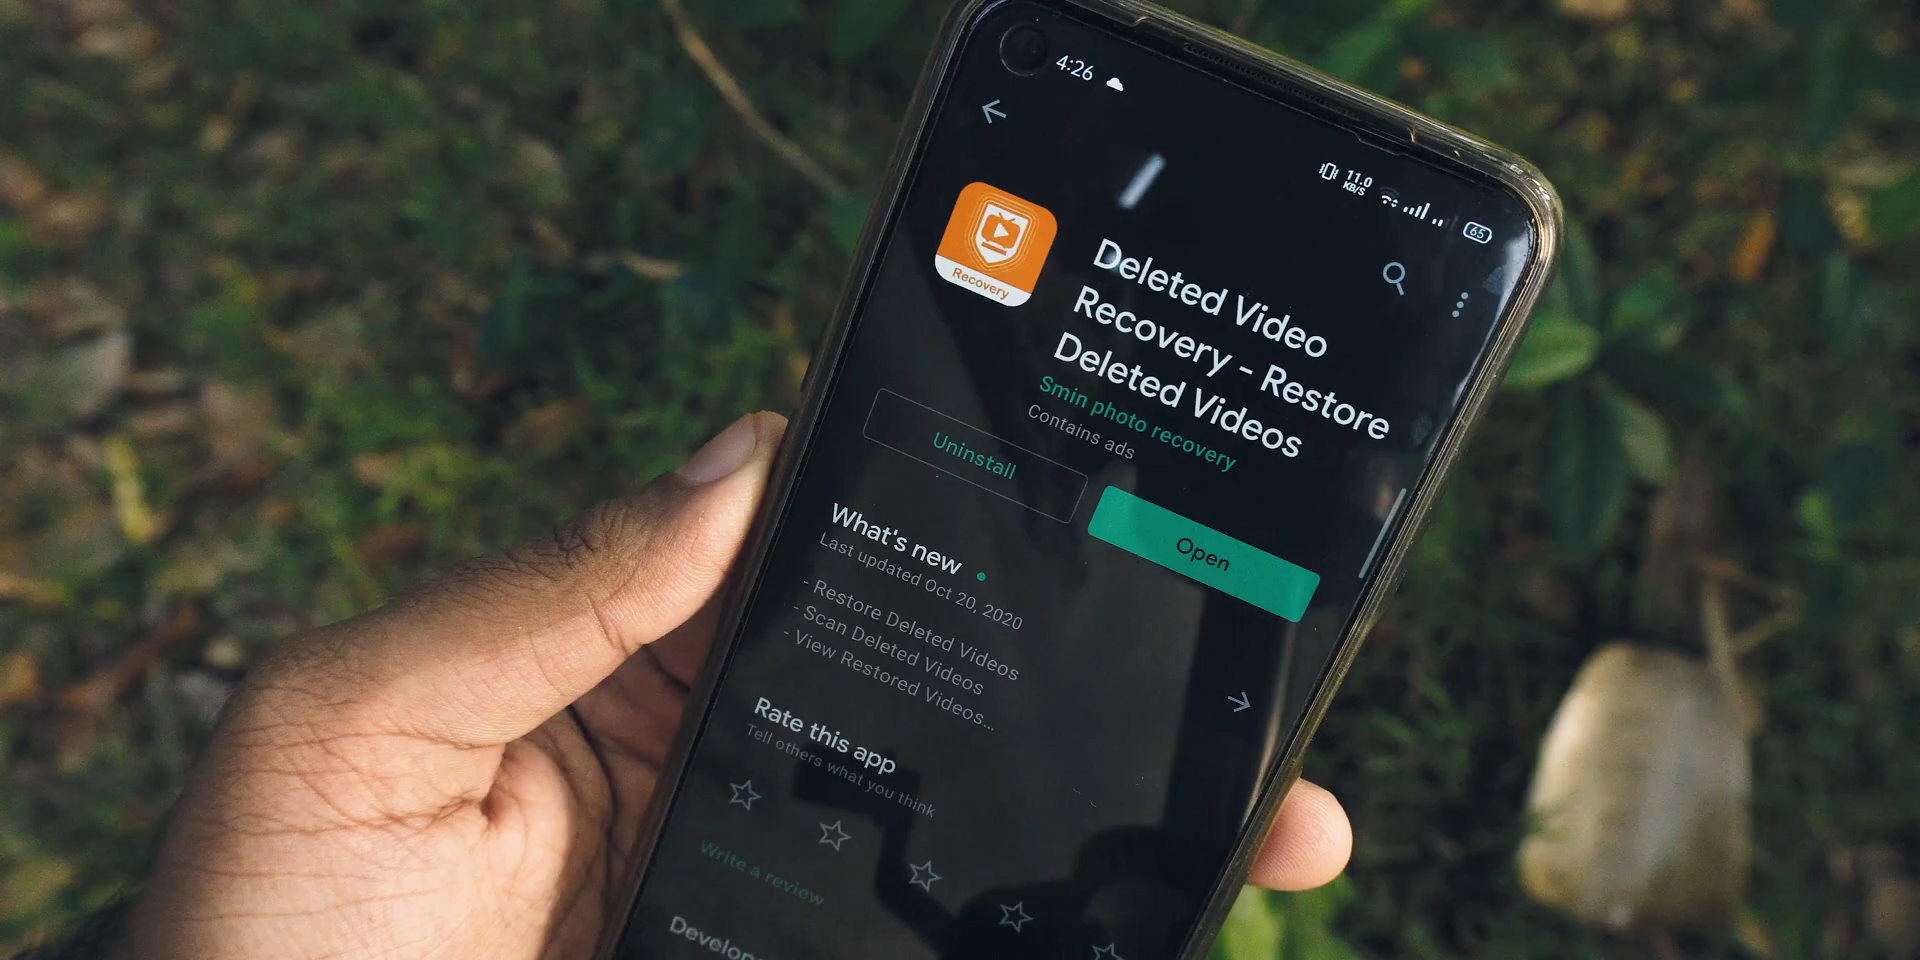 4:26
11.0
KB/S
65
Recovery
Deleted Video
Recovery - Restore
Deleted Videos
Smin photo recovery
Contains ads
Uninstall
Open
What's new
Last updated Oct 20, 2020
- Restore Deleted Videos
- Scan Deleted Videos
- View Restored Videos...
Rate this app
Tell others what you think
Write a review